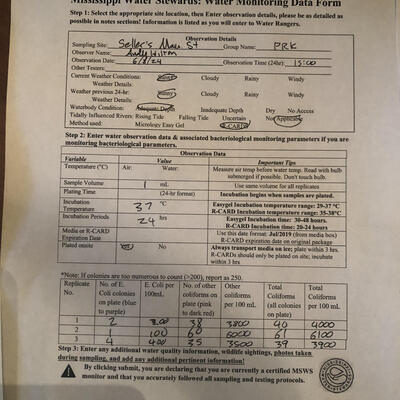 Mississippi Water Stewards: Water Monitoring Data Form
Step 1: Select the appropriate site location, then Enter observation details, please be as detailed as
possible in notes sections! Information is listed as you will enter to Water Rangers.
Observation Details
Sampling Site: Seller's Main St Group Name: PRK
Observer Name: Wilton
Observation Date: 6/8/24 Observation Time (24hr): 15:00
Other Testers:
Current Weather Conditions: Sunny Cloudy Rainy Windy
Weather Details:
Weather previous 24-hr: Sunny Cloudy Rainy Windy
Weather Details:
Waterbody Condition: Adequate Depth Inadequate Depth Dry No Access
Tidally Influenced Rivers: Rising Tide Falling Tide Uncertain Not Applicable
Method used: Micrology Easy Gel R-CARD
Step 2: Enter water observation data & associated bacteriological monitoring parameters if you are
monitoring bacteriological parameters.
Observation Data
Variable Value Important Tips
Temperature (°C) Air: Water: Measure air temp before water temp. Read with bulb
submerged if possible. Don't touch bulb.
Sample Volume 1 mL Use same volume for all replicates
Plating Time (24-hr format) Incubation begins when samples are plated.
Incubation
Temperature 37 °C Easygel Incubation temperature range: 29-37 °C
R-CARD Incubation temperature range: 35-38°C
Incubation Periods 24 hrs Easygel Incubation time: 30-48 hours.
R-CARD Incubation time: 20-24 hours
Media or R-CARD
Expiration Date Use this date format: Jul/2019 (from media box)
R-CARD expiration date on original package
Plated onsite No Always transport media on ice; plate within 3 hrs.
R-CARDs should only be plated on site; incubate
within 3 hrs.
*Note: If colonies are too numerous to count (>200), report as 250.
Replicate
No. No. of E.
Coli colonies
on plate (blue
to purple) E. Coli per
100mL No. of other
coliforms on
plate (pink
to dark red) Other
coliforms
per 100 mL Total
Coliforms
(all colonies
on plate) Total
Coliforms
per 100 mL
1 2 200 38 3800 40 4000
2 1 100 60 6000 61 6100
3 4 400 35 3500 39 3900
Step 3: Enter any additional water quality information, wildlife sightings, photos taken
during sampling, and add any additional pertinent information!
By clicking submit, you are declaring that you are currently a certified MSWS
monitor and that you accurately followed all sampling and testing protocols.